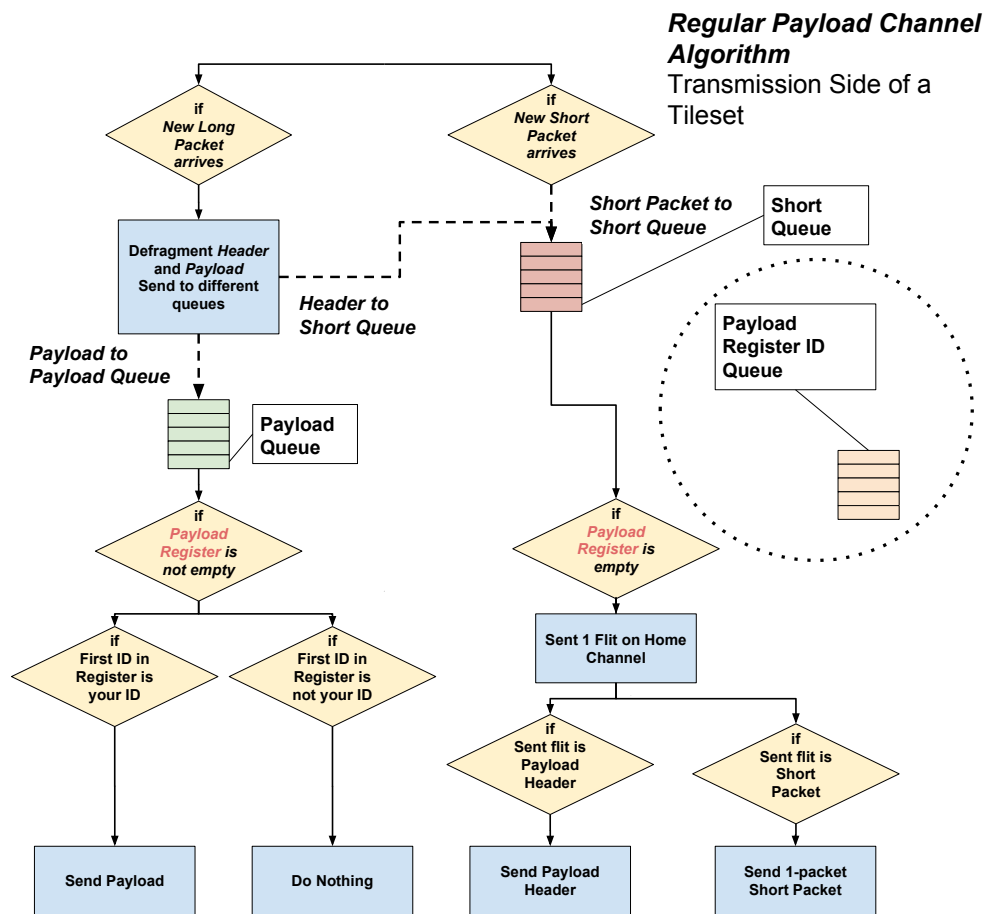 Regular Payload Channel
Algorithm
Transmission Side of a
Tileset
if
New Long
Packet
arrives
if
New Short
Packet
arrives
Short Packet to
Short Queue
Short
Queue
Defragment Header
and Payload
Send to different
queues
Header to
Short Queue
Payload
Register ID
Queue
Payload to
Payload Queue
Payload
Queue
if
Payload
Register is
not empty
if
Payload
Register is
empty
if
First ID in
Register is
your ID
if
First ID in
Register is
not your ID
Sent 1 Flit on Home
Channel
if
Sent flit is
Payload
Header
if
Sent flit is
Short
Packet
Send Payload
Do Nothing
Send Payload
Header
Send 1-packet
Short Packet